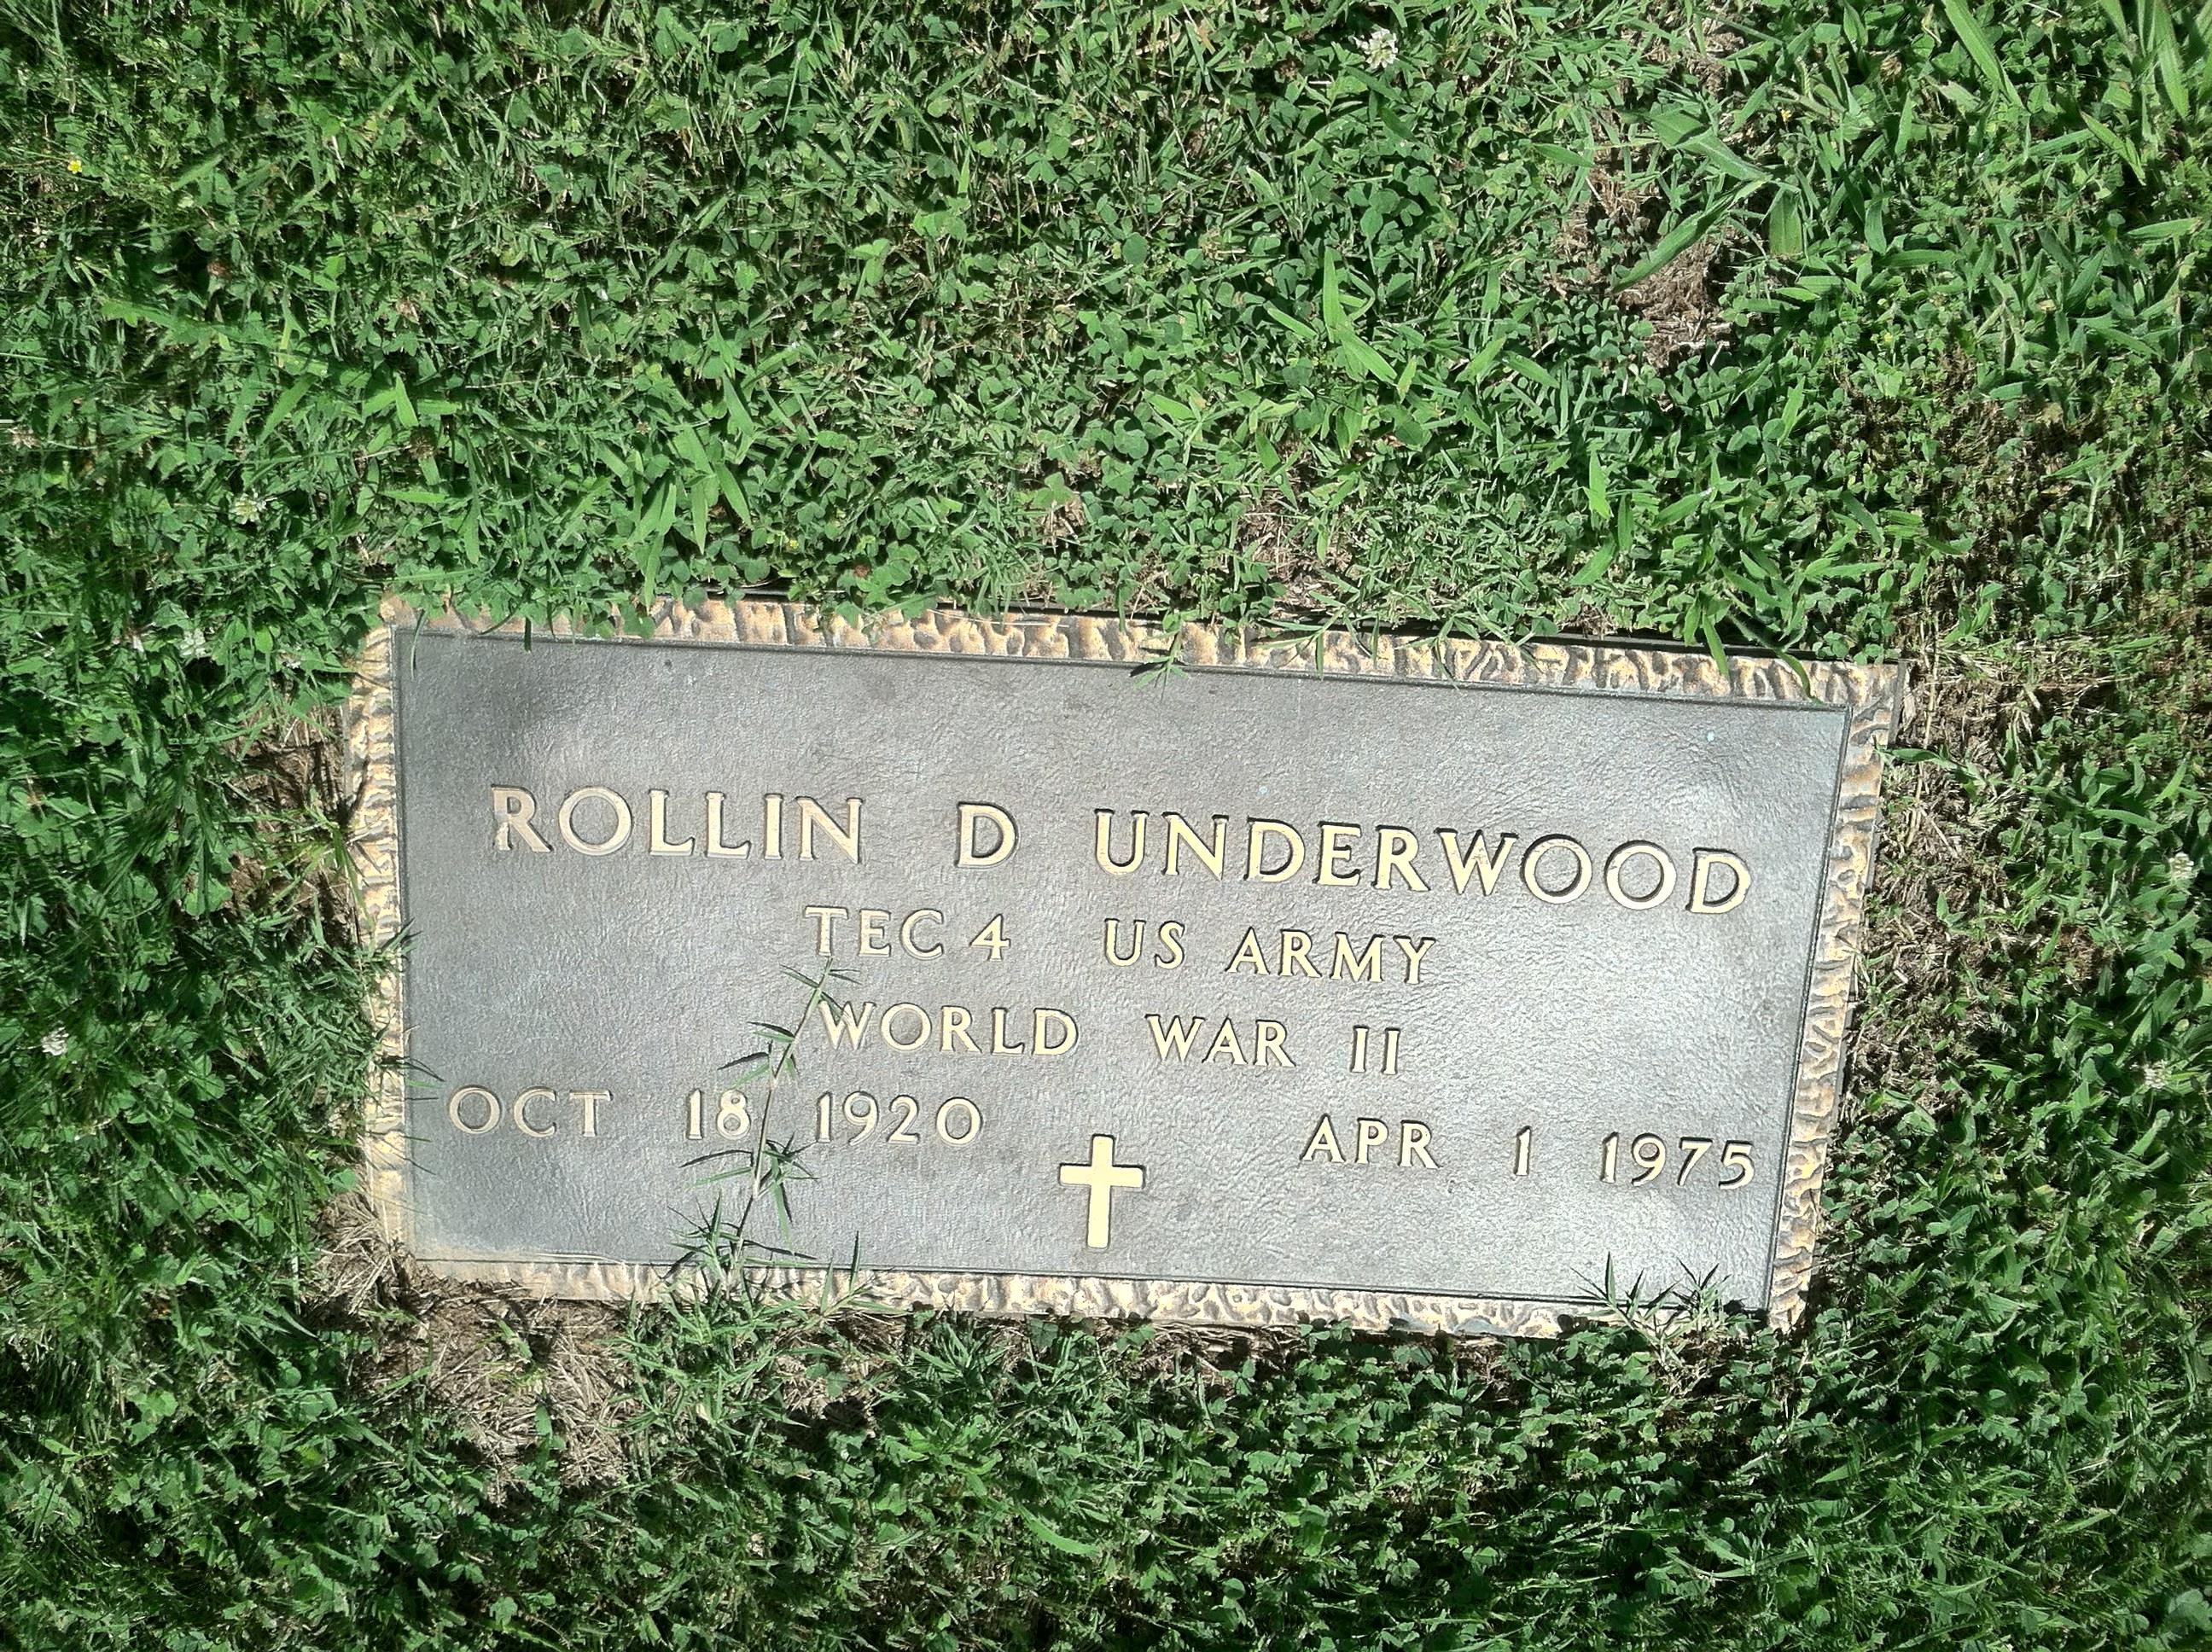 ROLLIN D UNDERWOOD
TEC 4 US ARMY
WORLD WAR II
OCT 18 1920 APR 1 1975